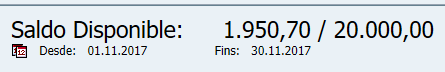 Saldo Disponible: 1.950,70 / 20.000,00
Desde: 01.11.2017 Fins: 30.11.2017